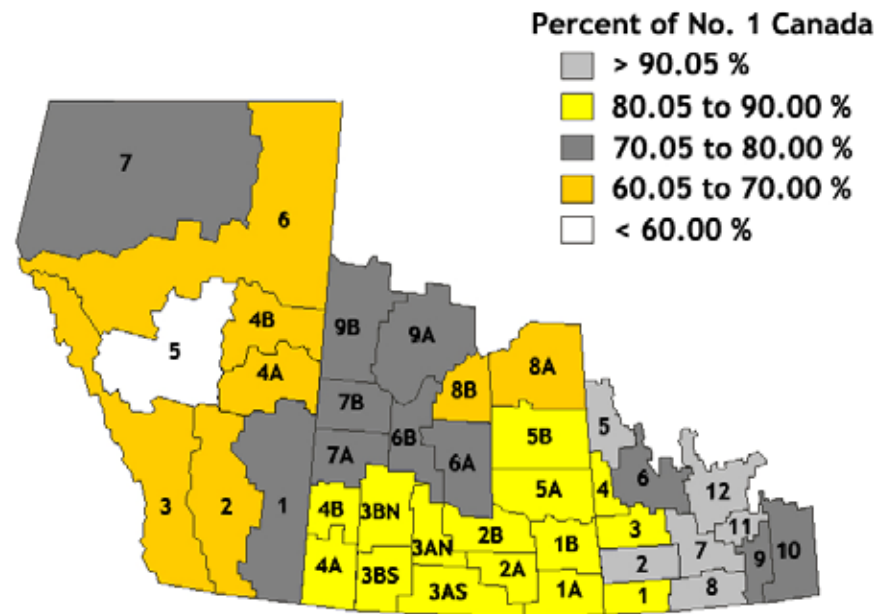 Percent of No. 1 Canada
> 90.05 %
80.05 to 90.00 %
70.05 to 80.00 %
60.05 to 70.00 %
< 60.00 %
7
6
9B
9A
4B
5
4A
8B
8A
7B
6B
5B
5
7A
6A
6
3
2
1
4B
3BN
5A
4
12
3AN
2B
1B
3
11
7
9
10
4A
3BS
2A
2
3AS
1A
1
8